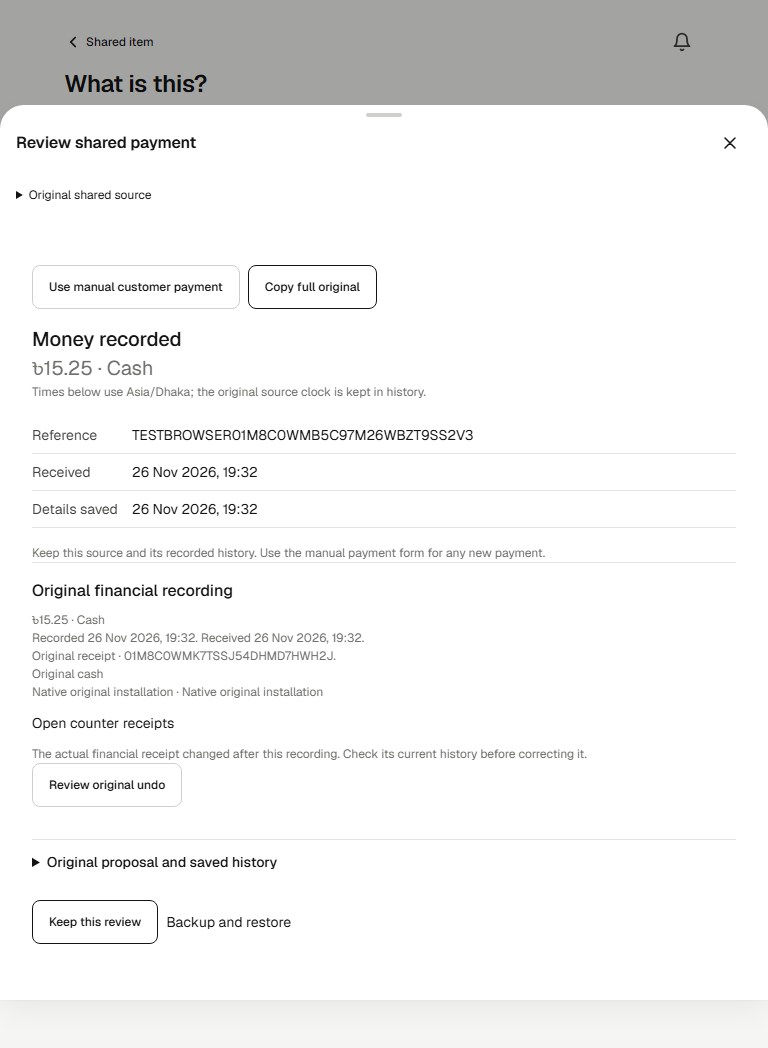 Shared item
What is this?
Review shared payment
Original shared source
Use manual customer payment
Copy full original
Money recorded
৳15.25 · Cash
Times below use Asia/Dhaka; the original source clock is kept in history.
Reference TESTBROWSER01M8C0WMB5C97M26WBZT9SS2V3
Received 26 Nov 2026, 19:32
Details saved 26 Nov 2026, 19:32
Keep this source and its recorded history. Use the manual payment form for any new payment.
Original financial recording
৳15.25 · Cash
Recorded 26 Nov 2026, 19:32. Received 26 Nov 2026, 19:32.
Original receipt · 01M8C0WMK7TSSJ54DHMD7HWH2J.
Original cash
Native original installation · Native original installation
Open counter receipts
The actual financial receipt changed after this recording. Check its current history before correcting it.
Review original undo
Original proposal and saved history
Keep this review
Backup and restore